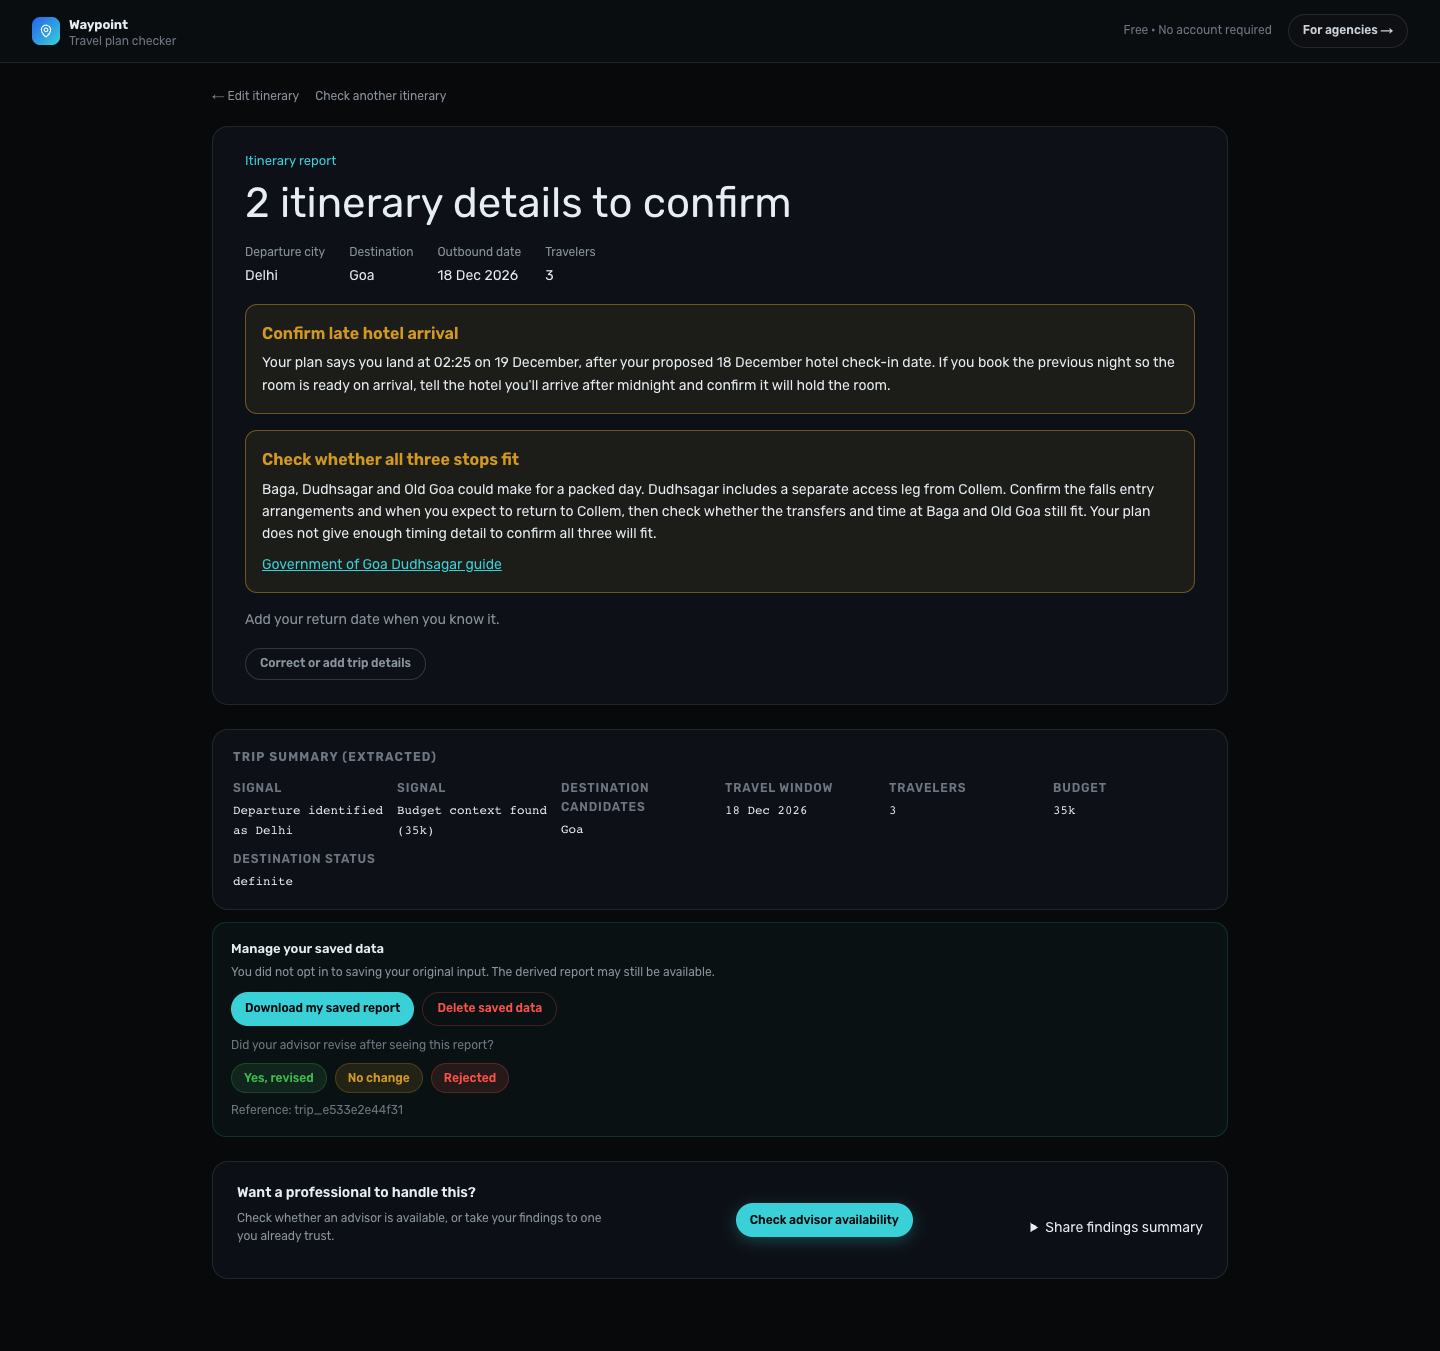 Waypoint
Travel plan checker
Free • No account required
For agencies →
← Edit itinerary
Check another itinerary
Itinerary report
2 itinerary details to confirm
Departure city
Delhi
Destination
Goa
Outbound date
18 Dec 2026
Travelers
3
Confirm late hotel arrival
Your plan says you land at 02:25 on 19 December, after your proposed 18 December hotel check-in date. If you book the previous night so the
room is ready on arrival, tell the hotel you'll arrive after midnight and confirm it will hold the room.
Check whether all three stops fit
Baga, Dudhsagar and Old Goa could make for a packed day. Dudhsagar includes a separate access leg from Collem. Confirm the falls entry
arrangements and when you expect to return to Collem, then check whether the transfers and time at Baga and Old Goa still fit. Your plan
does not give enough timing detail to confirm all three will fit.
Government of Goa Dudhsagar guide
Add your return date when you know it.
Correct or add trip details
TRIP SUMMARY (EXTRACTED)
SIGNAL
Departure identified
as Delhi
SIGNAL
Budget context found
(35k)
DESTINATION
CANDIDATES
Goa
TRAVEL WINDOW
18 Dec 2026
TRAVELERS
3
BUDGET
35k
DESTINATION STATUS
definite
Manage your saved data
You did not opt in to saving your original input. The derived report may still be available.
Download my saved report
Delete saved data
Did your advisor revise after seeing this report?
Yes, revised
No change
Rejected
Reference: trip_e533e2e44f31
Want a professional to handle this?
Check whether an advisor is available, or take your findings to one
you already trust.
Check advisor availability
▶ Share findings summary